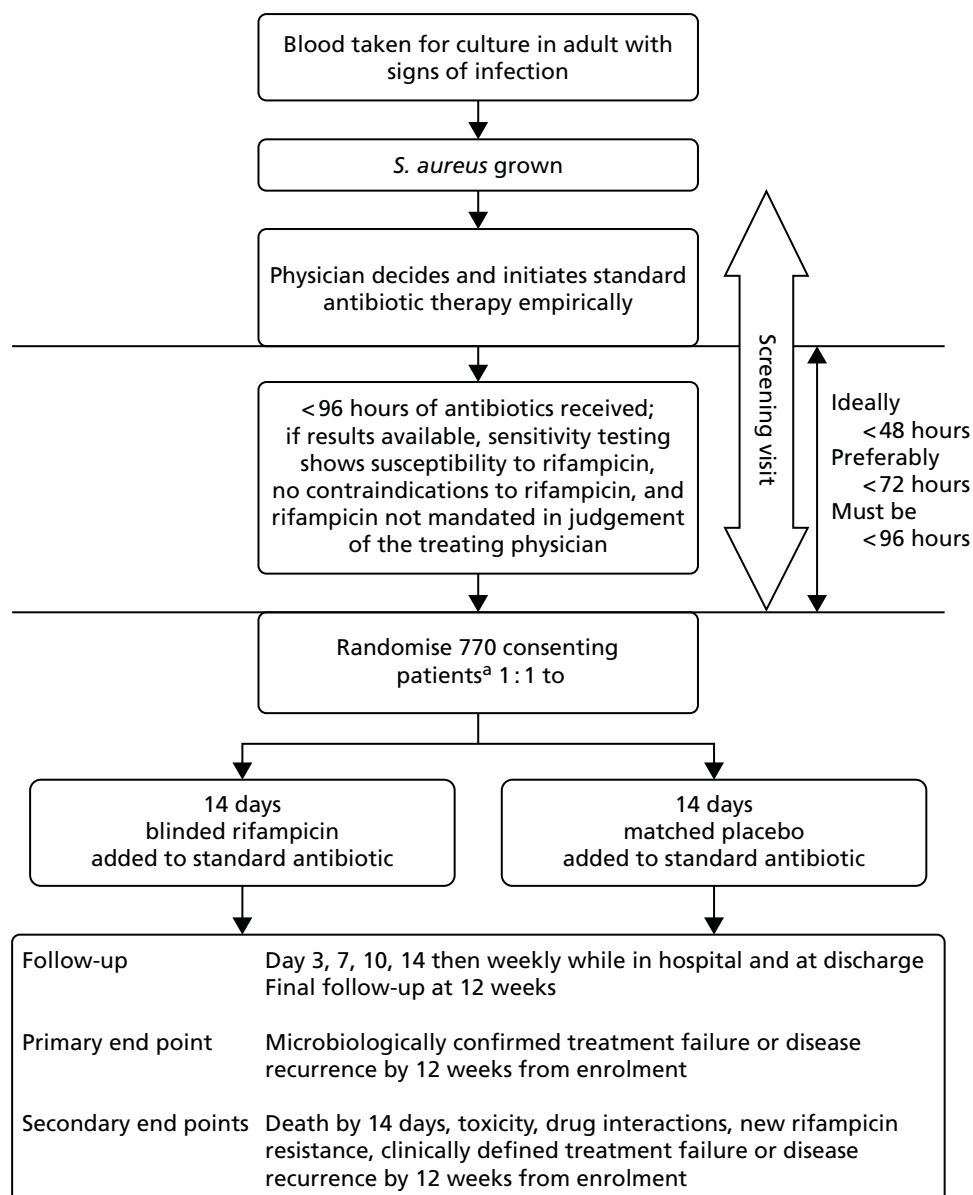 Blood taken for culture in adult with
signs of infection
S. aureus grown
Physician decides and initiates standard
antibiotic therapy empirically
Screening visit
<96 hours of antibiotics received;
if results available, sensitivity testing
shows susceptibility to rifampicin,
no contraindications to rifampicin, and
rifampicin not mandated in judgement
of the treating physician
Ideally
<48 hours
Preferably
<72 hours
Must be
<96 hours
Randomise 770 consenting
patientsᵃ 1:1 to
14 days
blinded rifampicin
added to standard antibiotic
14 days
matched placebo
added to standard antibiotic
Follow-up Day 3, 7, 10, 14 then weekly while in hospital and at discharge
Final follow-up at 12 weeks
Primary end point Microbiologically confirmed treatment failure or disease
recurrence by 12 weeks from enrolment
Secondary end points Death by 14 days, toxicity, drug interactions, new rifampicin
resistance, clinically defined treatment failure or disease
recurrence by 12 weeks from enrolment